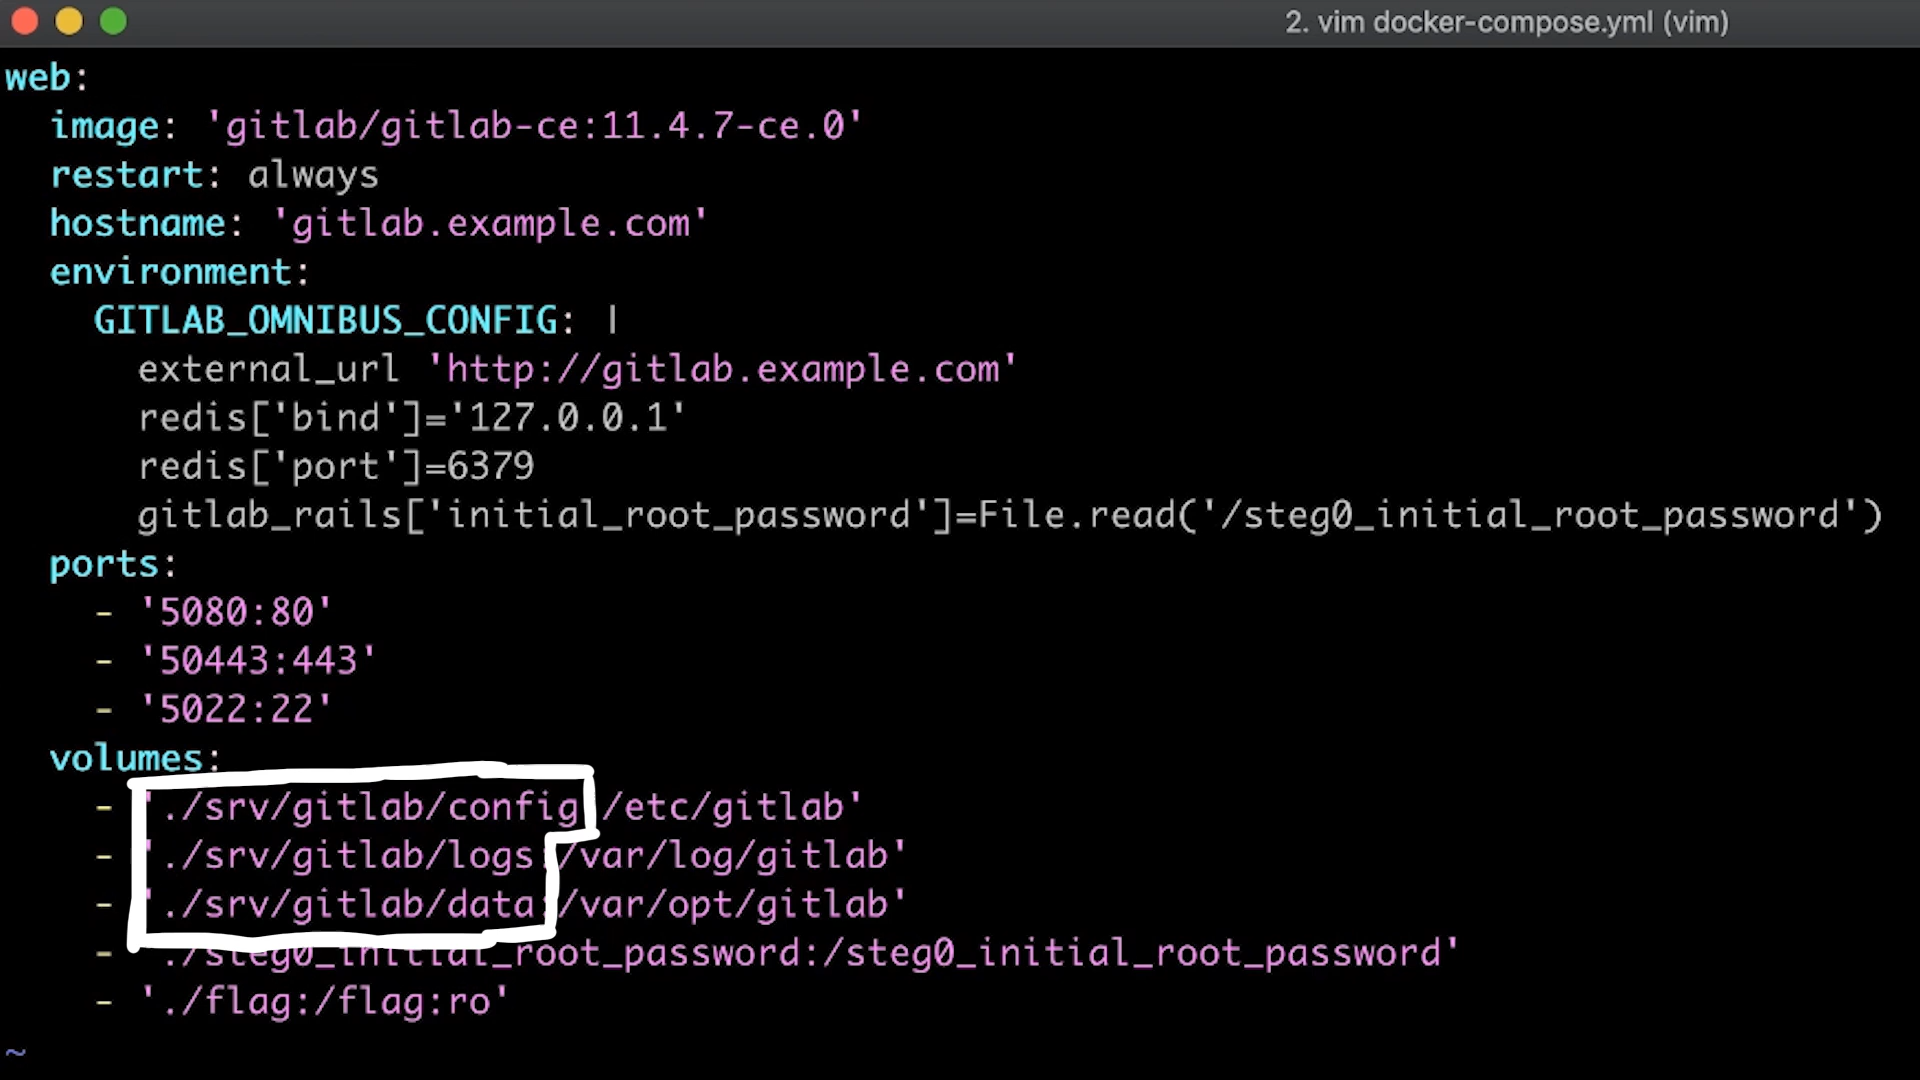 2. vim docker-compose.yml (vim)
web:
  image: 'gitlab/gitlab-ce:11.4.7-ce.0'
  restart: always
  hostname: 'gitlab.example.com'
  environment:
    GITLAB_OMNIBUS_CONFIG: |
      external_url 'http://gitlab.example.com'
      redis['bind']='127.0.0.1'
      redis['port']=6379
      gitlab_rails['initial_root_password']=File.read('/steg0_initial_root_password')
  ports:
    - '5080:80'
    - '50443:443'
    - '5022:22'
  volumes:
    - './srv/gitlab/config:/etc/gitlab'
    - './srv/gitlab/logs:/var/log/gitlab'
    - './srv/gitlab/data:/var/opt/gitlab'
    - './steg0_initial_root_password:/steg0_initial_root_password'
    - './flag:/flag:ro'
~